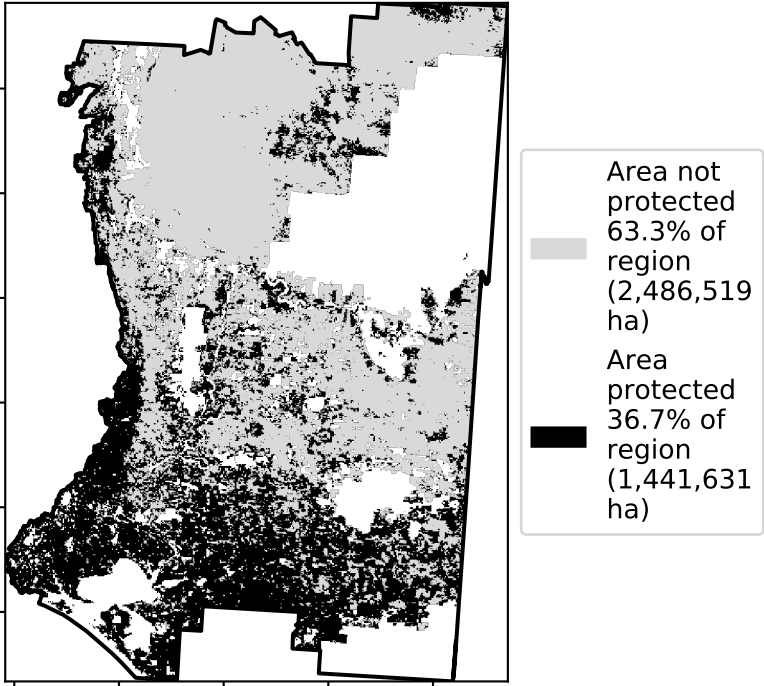 Area not
protected
63.3% of
region
(2,486,519
ha)
Area
protected
36.7% of
region
(1,441,631
ha)